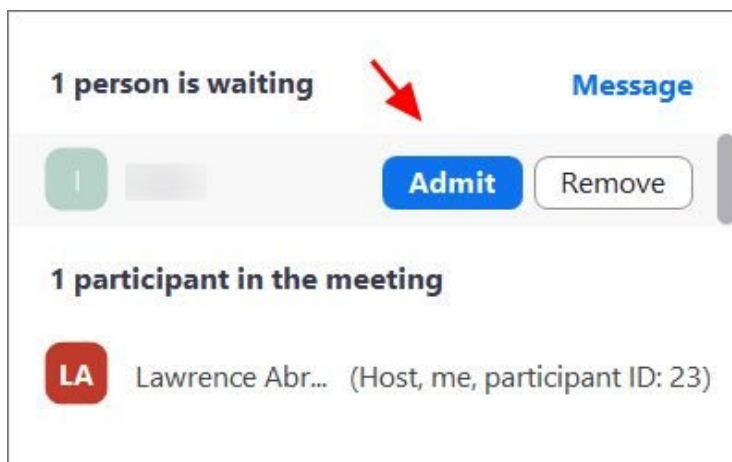 1 person is waiting Message
I Admit Remove
1 participant in the meeting
LA Lawrence Abr... (Host, me, participant ID: 23)